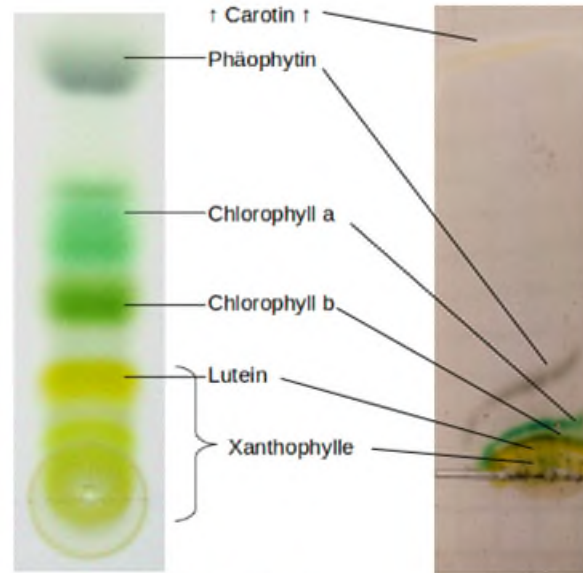 ↑ Carotin ↑
Phäophytin
Chlorophyll a
Chlorophyll b
Lutein
Xanthophylle